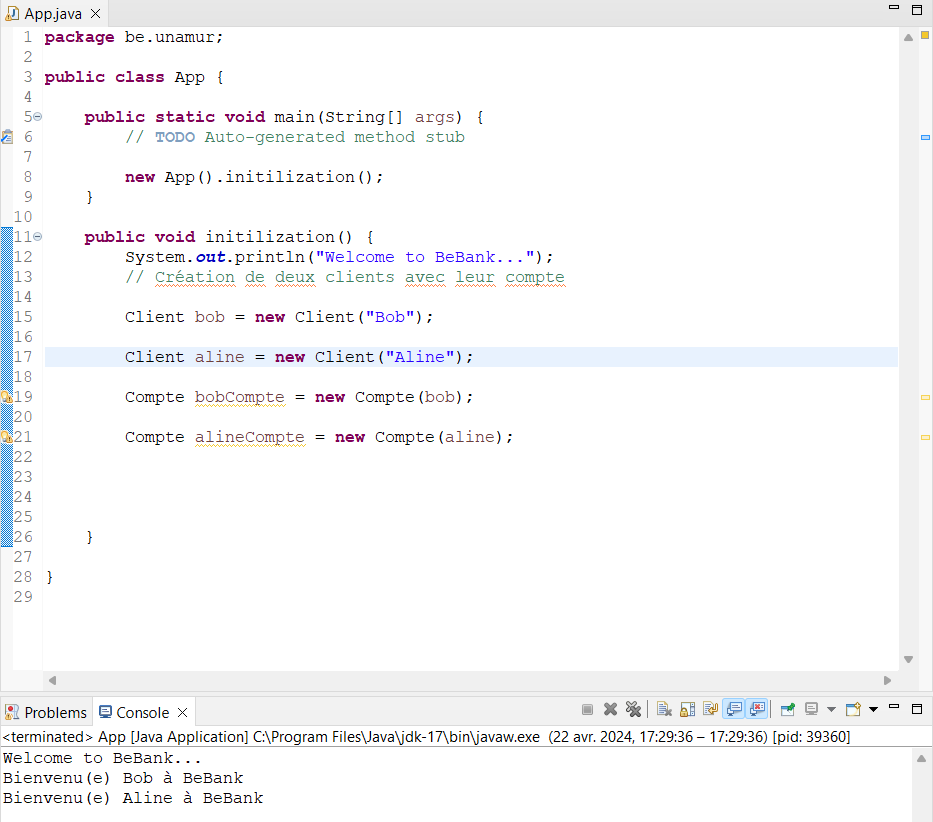 App.java
1 package be.unamur;
2
3 public class App {
4
5 public static void main(String[] args) {
6 // TODO Auto-generated method stub
7
8 new App().initilization();
9 }
10
11 public void initilization() {
12 System.out.println("Welcome to BeBank...");
13 // Création de deux clients avec leur compte
14
15 Client bob = new Client("Bob");
16
17 Client aline = new Client("Aline");
18
19 Compte bobCompte = new Compte(bob);
20
21 Compte alineCompte = new Compte(aline);
22
23
24
25
26 }
27
28 }
29
Problems Console
<terminated> App [Java Application] C:\Program Files\Java\jdk-17\bin\javaw.exe (22 avr. 2024, 17:29:36 – 17:29:36) [pid: 39360]
Welcome to BeBank...
Bienvenu(e) Bob à BeBank
Bienvenu(e) Aline à BeBank